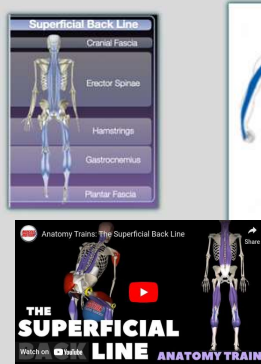 Superficial Back Line
Cranial Fascia
Erector Spinae
Hamstrings
Gastrocnemius
Plantar Fascia
Anatomy Trains: The Superficial Back Line
Share
THE
SUPERFICIAL
BACK LINE
Watch on YouTube
ANATOMY TRAIN